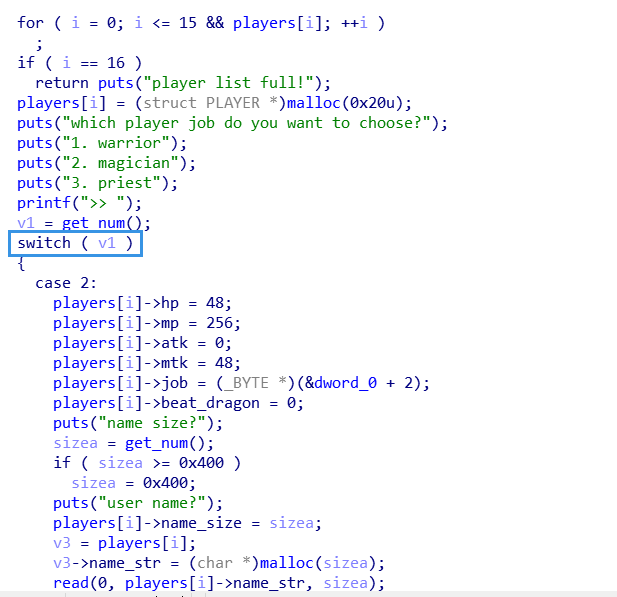 for ( i = 0; i <= 15 && players[i]; ++i )
;
if ( i == 16 )
return puts("player list full!");
players[i] = (struct PLAYER *)malloc(0x20u);
puts("which player job do you want to choose?");
puts("1. warrior");
puts("2. magician");
puts("3. priest");
printf(">> ");
v1 = get_num();
switch ( v1 )
{
case 2:
players[i]->hp = 48;
players[i]->mp = 256;
players[i]->atk = 0;
players[i]->mtk = 48;
players[i]->job = (_BYTE *)(&dword_0 + 2);
players[i]->beat_dragon = 0;
puts("name size?");
sizea = get_num();
if ( sizea >= 0x400 )
sizea = 0x400;
puts("user name?");
players[i]->name_size = sizea;
v3 = players[i];
v3->name_str = (char *)malloc(sizea);
read(0, players[i]->name_str, sizea);